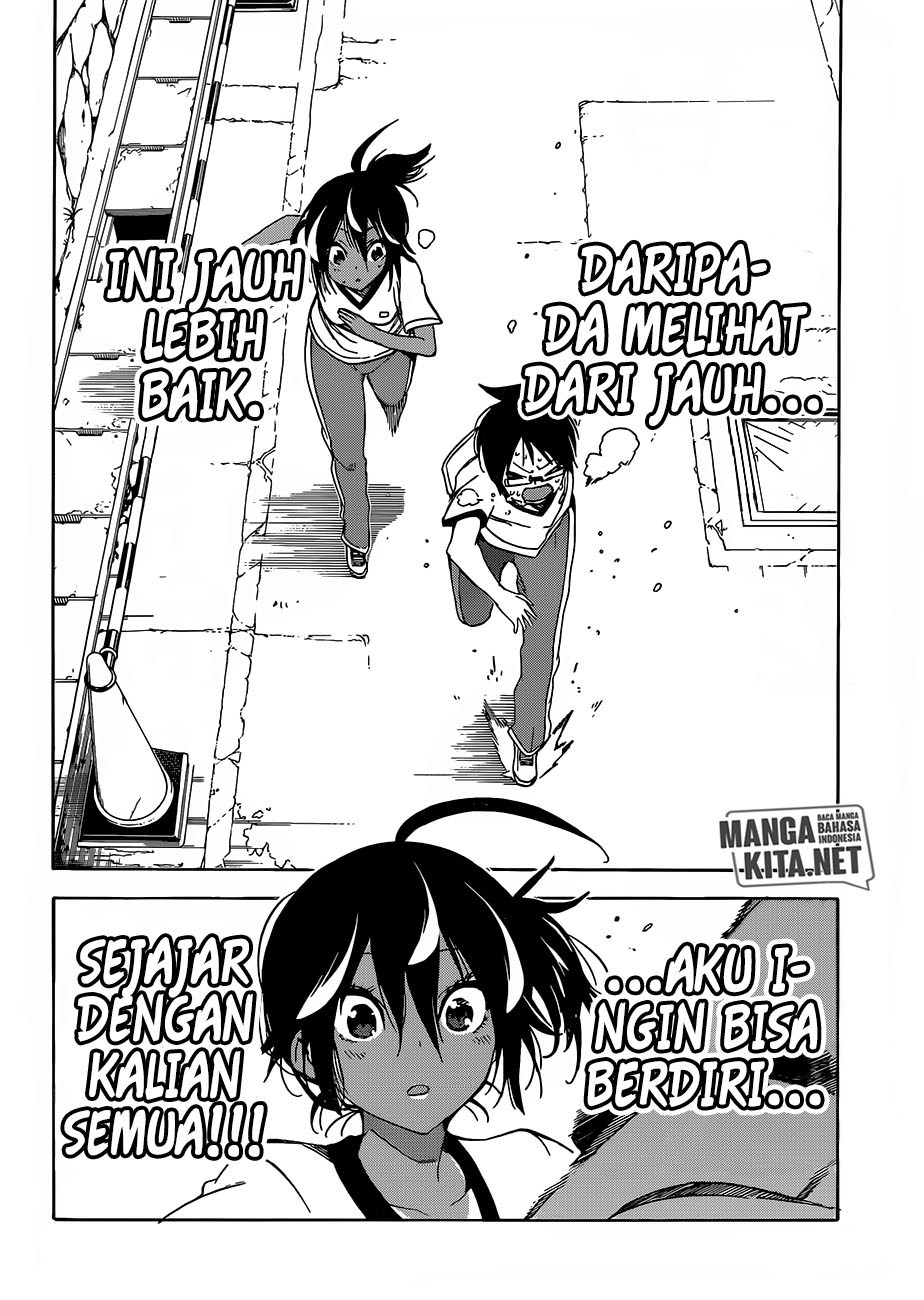 DARIPA-
DA MELIHAT
DARI JAUH...
INI JAUH
LEBIH
BAIK.
MANGA
BACA MANGA
BAHASA
INDONESIA
-K-I-T-A.NET
...AKU I-
NGIN BISA
BERDIRI...
SEJAJAR
DENGAN
KALIAN
SEMUA!!!